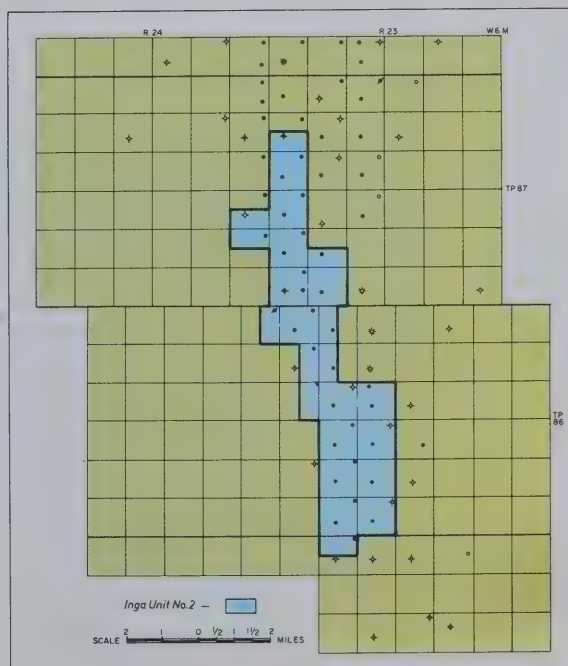 R 24 R 23 W6M
TP 87
TP
86
Inga Unit No.2 –
SCALE 2 1 0 1/2 1 1 1/2 2 MILES